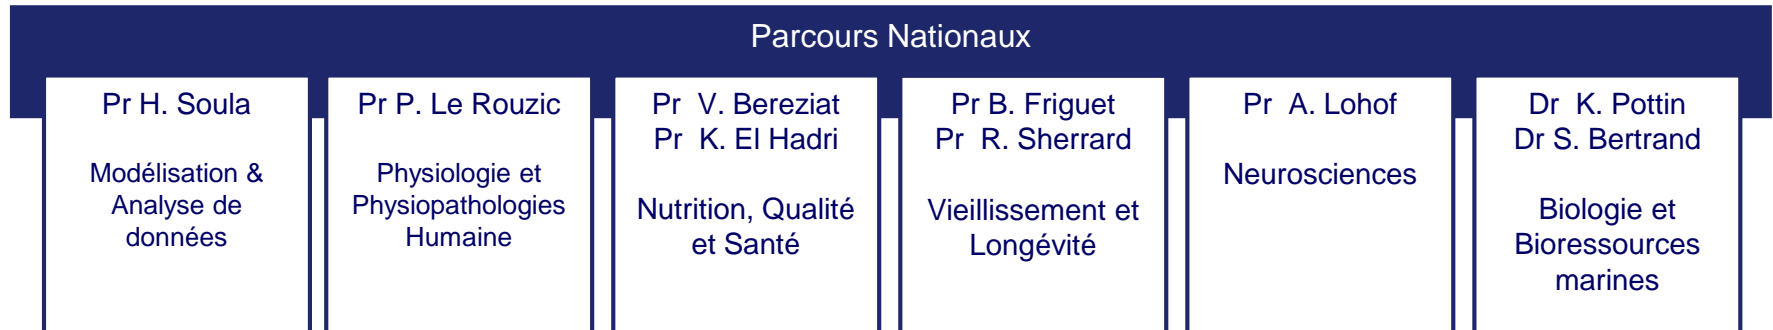 Parcours Nationaux
Pr H. Soula
Modélisation &
Analyse de
données
Pr P. Le Rouzic
Physiologie et
Physiopathologies
Humaine
Pr V. Bereziat
Pr K. El Hadri
Nutrition, Qualité
et Santé
Pr B. Friguet
Pr R. Sherrard
Vieillissement et
Longévité
Pr A. Lohof
Neurosciences
Dr K. Pottin
Dr S. Bertrand
Biologie et
Bioressources
marines